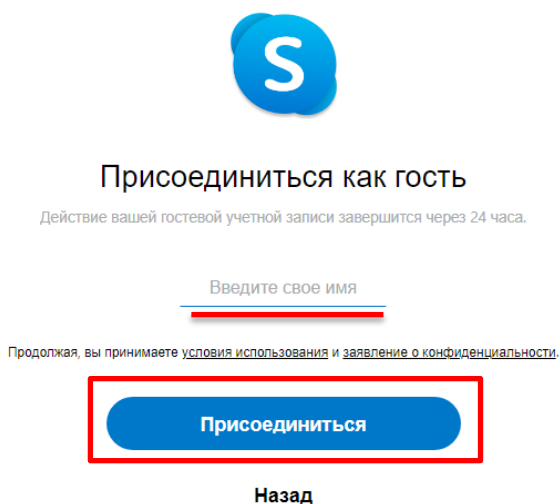 S
Присоединиться как гость
Действие вашей гостевой учетной записи завершится через 24 часа.
Введите свое имя
Продолжая, вы принимаете условия использования и заявление о конфиденциальности.
Присоединиться
Назад